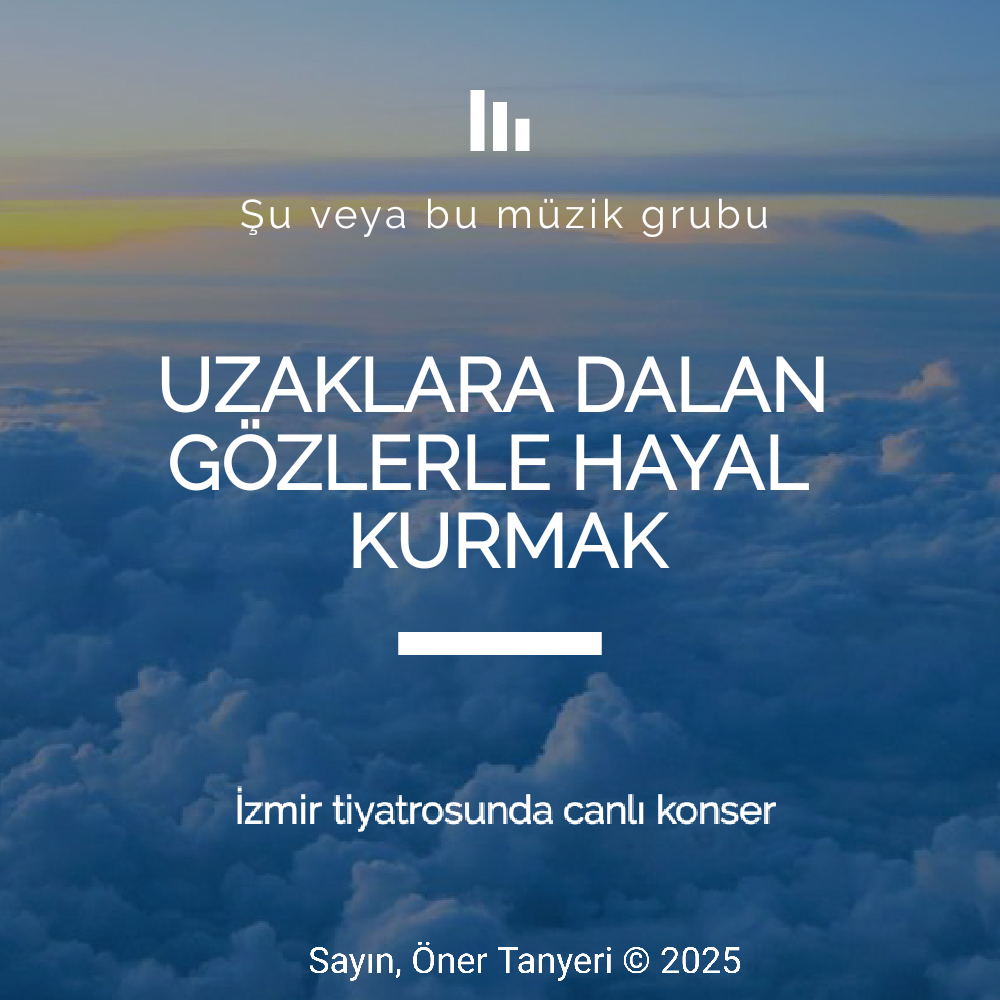 Şu veya bu müzik grubu
UZAKLARA DALAN
GÖZLERLE HAYAL
KURMAK
İzmir tiyatrosunda canlı konser
Sayın, Öner Tanyeri © 2025